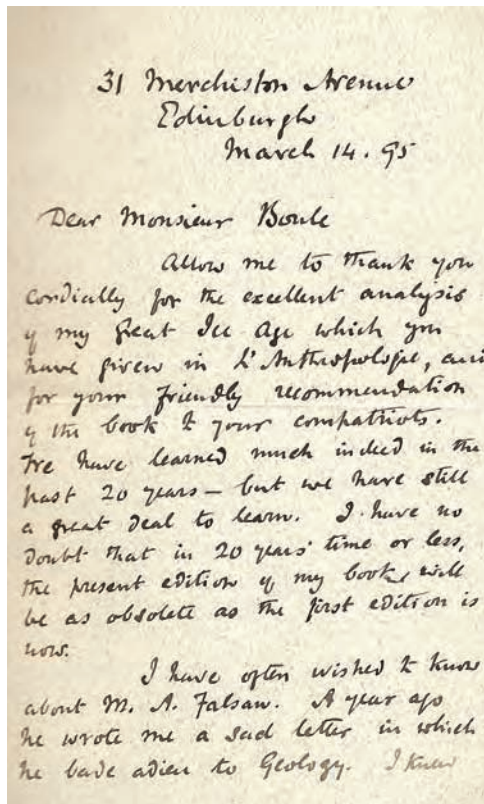 31 Merchiston Avenue
Edinburgh
March 14. 95
Dear Monsieur Boule
Allow me to thank you
cordially for the excellent analysis
of my Great Ice Age which you
have given in L'Anthropologie, and
for your friendly recommendation
of the book to your compatriots.
We have learned much indeed in the
past 20 years – but we have still
a great deal to learn. I have no
doubt that in 20 years' time or less,
the present edition of my book will
be as obsolete as the first edition is
now.
I have often wished to know
about M. A. Falsan. A year ago
he wrote me a sad letter in which
he bade adieu to Geology. I knew